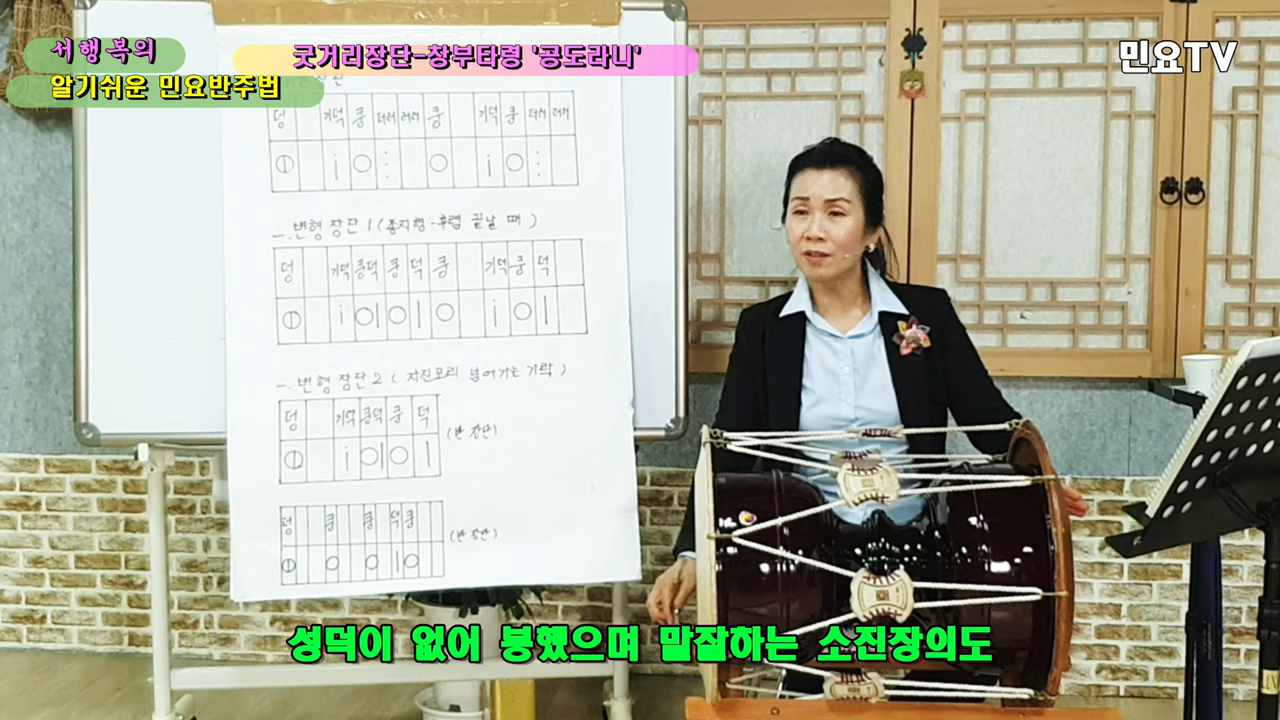 서행복의
알기쉬운 민요반주법
굿거리장단-창부타령 '공도라니'
민요TV
덩 기덕 쿵 더러 러러 쿵 기덕 쿵 더러 러러
一. 변형 장단 1 (종지형 - 후렴 끝날 때)
덩 기덕 쿵덕 쿵 덕 쿵 기덕 쿵 덕
一. 변형 장단 2 ( 자진모리 넘어가는 가락 )
덩 기덕 쿵덕 쿵 덕
(반 장단)
덩 쿵 쿵 덕 쿵
(반 장단)
성덕이 없어 봉했으며 말잘하는 소진장의도